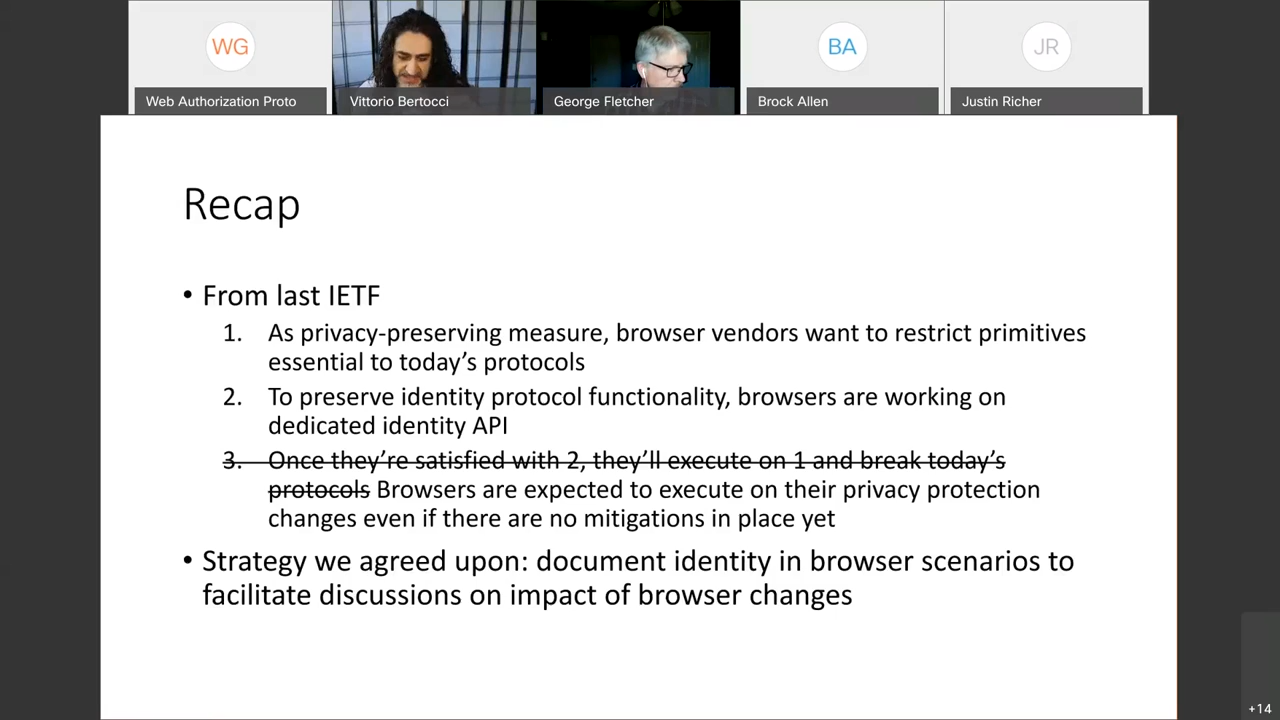 WG
BA
JR
Web Authorization Proto
Vittorio Bertocci
George Fletcher
Brock Allen
Justin Richer
Recap
• From last IETF
1. As privacy-preserving measure, browser vendors want to restrict primitives
essential to today’s protocols
2. To preserve identity protocol functionality, browsers are working on
dedicated identity API
3. Once they’re satisfied with 2, they’ll execute on 1 and break today’s
protocols Browsers are expected to execute on their privacy protection
changes even if there are no mitigations in place yet
• Strategy we agreed upon: document identity in browser scenarios to
facilitate discussions on impact of browser changes
+14